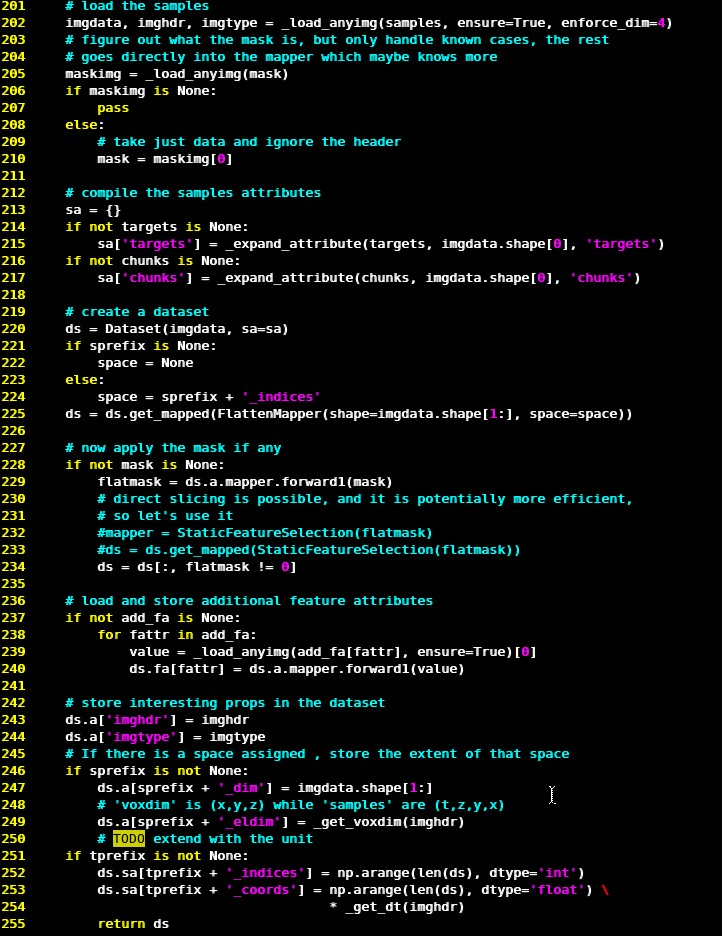 201     # load the samples
202     imgdata, imghdr, imgtype = _load_anyimg(samples, ensure=True, enforce_dim=4)
203     # figure out what the mask is, but only handle known cases, the rest
204     # goes directly into the mapper which maybe knows more
205     maskimg = _load_anyimg(mask)
206     if maskimg is None:
207         pass
208     else:
209         # take just data and ignore the header
210         mask = maskimg[0]
211
212     # compile the samples attributes
213     sa = {}
214     if not targets is None:
215         sa['targets'] = _expand_attribute(targets, imgdata.shape[0], 'targets')
216     if not chunks is None:
217         sa['chunks'] = _expand_attribute(chunks, imgdata.shape[0], 'chunks')
218
219     # create a dataset
220     ds = Dataset(imgdata, sa=sa)
221     if sprefix is None:
222         space = None
223     else:
224         space = sprefix + '_indices'
225     ds = ds.get_mapped(FlattenMapper(shape=imgdata.shape[1:], space=space))
226
227     # now apply the mask if any
228     if not mask is None:
229         flatmask = ds.a.mapper.forward1(mask)
230         # direct slicing is possible, and it is potentially more efficient,
231         # so let's use it
232         #mapper = StaticFeatureSelection(flatmask)
233         #ds = ds.get_mapped(StaticFeatureSelection(flatmask))
234         ds = ds[:, flatmask != 0]
235
236     # load and store additional feature attributes
237     if not add_fa is None:
238         for fattr in add_fa:
239             value = _load_anyimg(add_fa[fattr], ensure=True)[0]
240             ds.fa[fattr] = ds.a.mapper.forward1(value)
241
242     # store interesting props in the dataset
243     ds.a['imghdr'] = imghdr
244     ds.a['imgtype'] = imgtype
245     # If there is a space assigned , store the extent of that space
246     if sprefix is not None:
247         ds.a[sprefix + '_dim'] = imgdata.shape[1:]
248         # 'voxdim' is (x,y,z) while 'samples' are (t,z,y,x)
249         ds.a[sprefix + '_eldim'] = _get_voxdim(imghdr)
250         # TODO extend with the unit
251     if tprefix is not None:
252         ds.sa[tprefix + '_indices'] = np.arange(len(ds), dtype='int')
253         ds.sa[tprefix + '_coords'] = np.arange(len(ds), dtype='float') \
254                                      * _get_dt(imghdr)
255         return ds